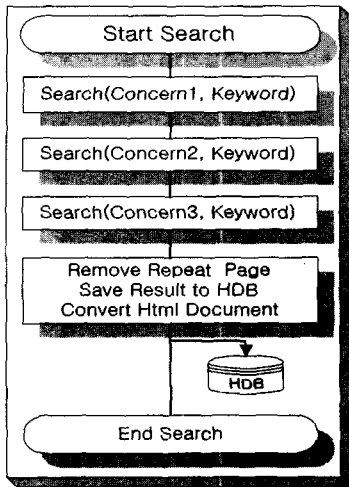 Start Search
Search(Concern1, Keyword)
Search(Concern2, Keyword)
Search(Concern3, Keyword)
Remove Repeat Page
Save Result to HDB
Convert Html Document
HDB
End Search